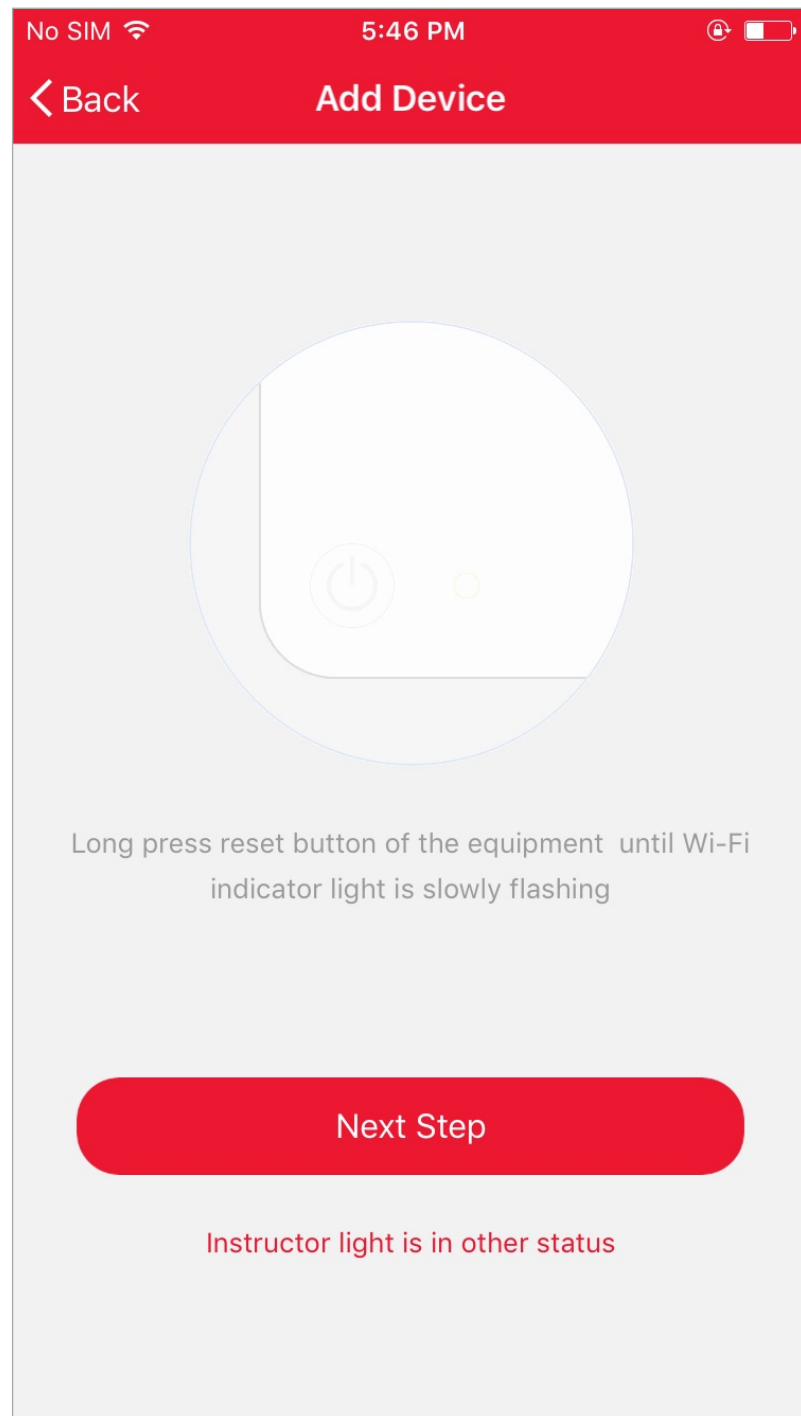 No SIM 5:46 PM
Back Add Device
Long press reset button of the equipment  until Wi-Fi
indicator light is slowly flashing
Next Step
Instructor light is in other status